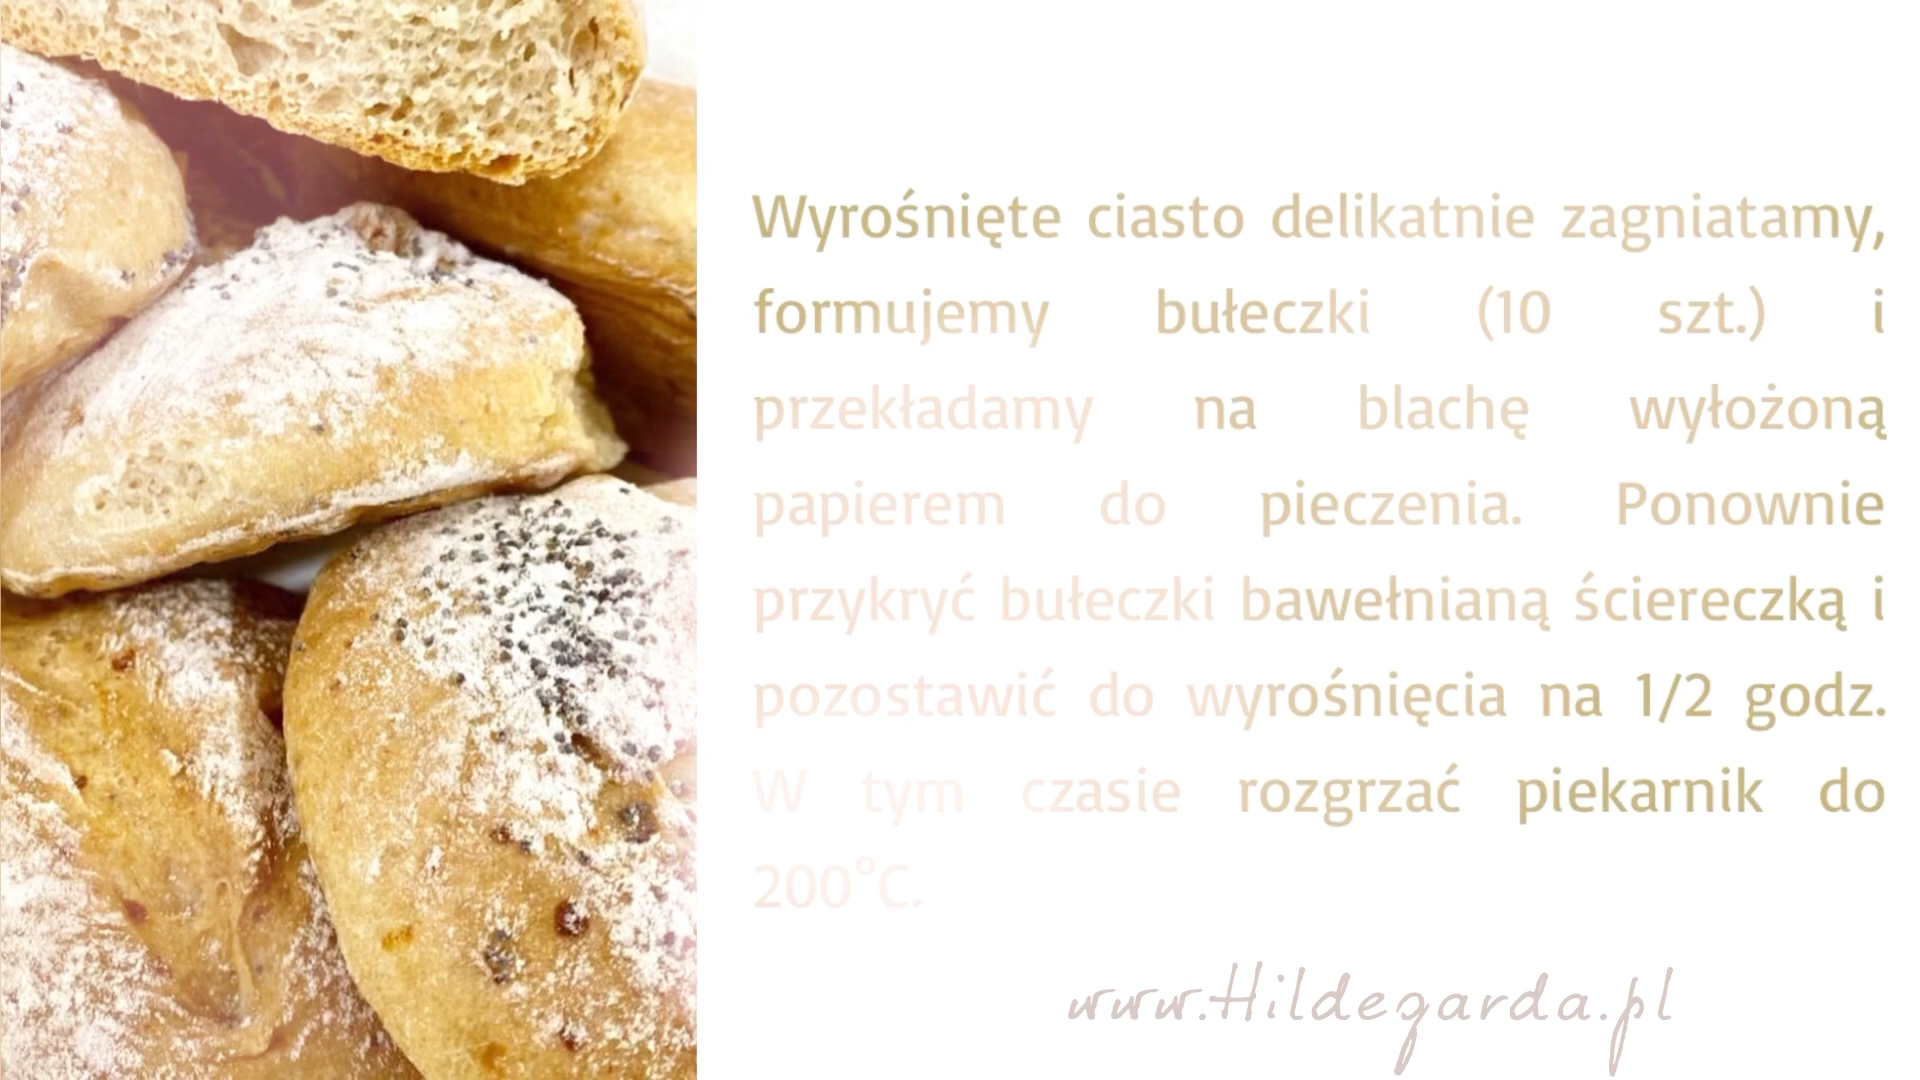 Wyrośnięte ciasto delikatnie zagniatamy,
formujemy bułeczki (10 szt.) i
przekładamy na blachę wyłożoną
papierem do pieczenia. Ponownie
przykryć bułeczki bawełnianą ściereczką i
pozostawić do wyrośnięcia na 1/2 godz.
W tym czasie rozgrzać piekarnik do
200°C.
www.Hildegarda.pl